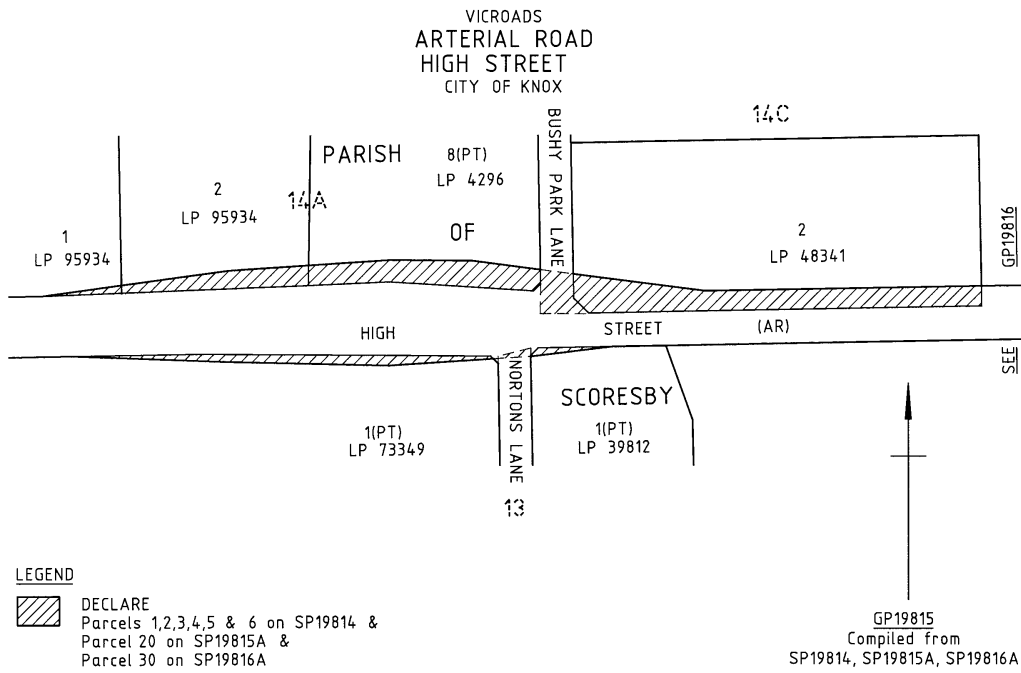 VICROADS
ARTERIAL ROAD
HIGH STREET
CITY OF KNOX
14C
BUSHY PARK LANE
PARISH
8(PT)
LP 4296
2
LP 95934
14A
1
LP 95934
OF
2
LP 48341
GP19816
SEE
HIGH STREET (AR)
NORTONS LANE
SCORESBY
1(PT)
LP 73349
1(PT)
LP 39812
13
LEGEND
DECLARE
Parcels 1,2,3,4,5 & 6 on SP19814 &
Parcel 20 on SP19815A &
Parcel 30 on SP19816A
GP19815
Compiled from
SP19814, SP19815A, SP19816A